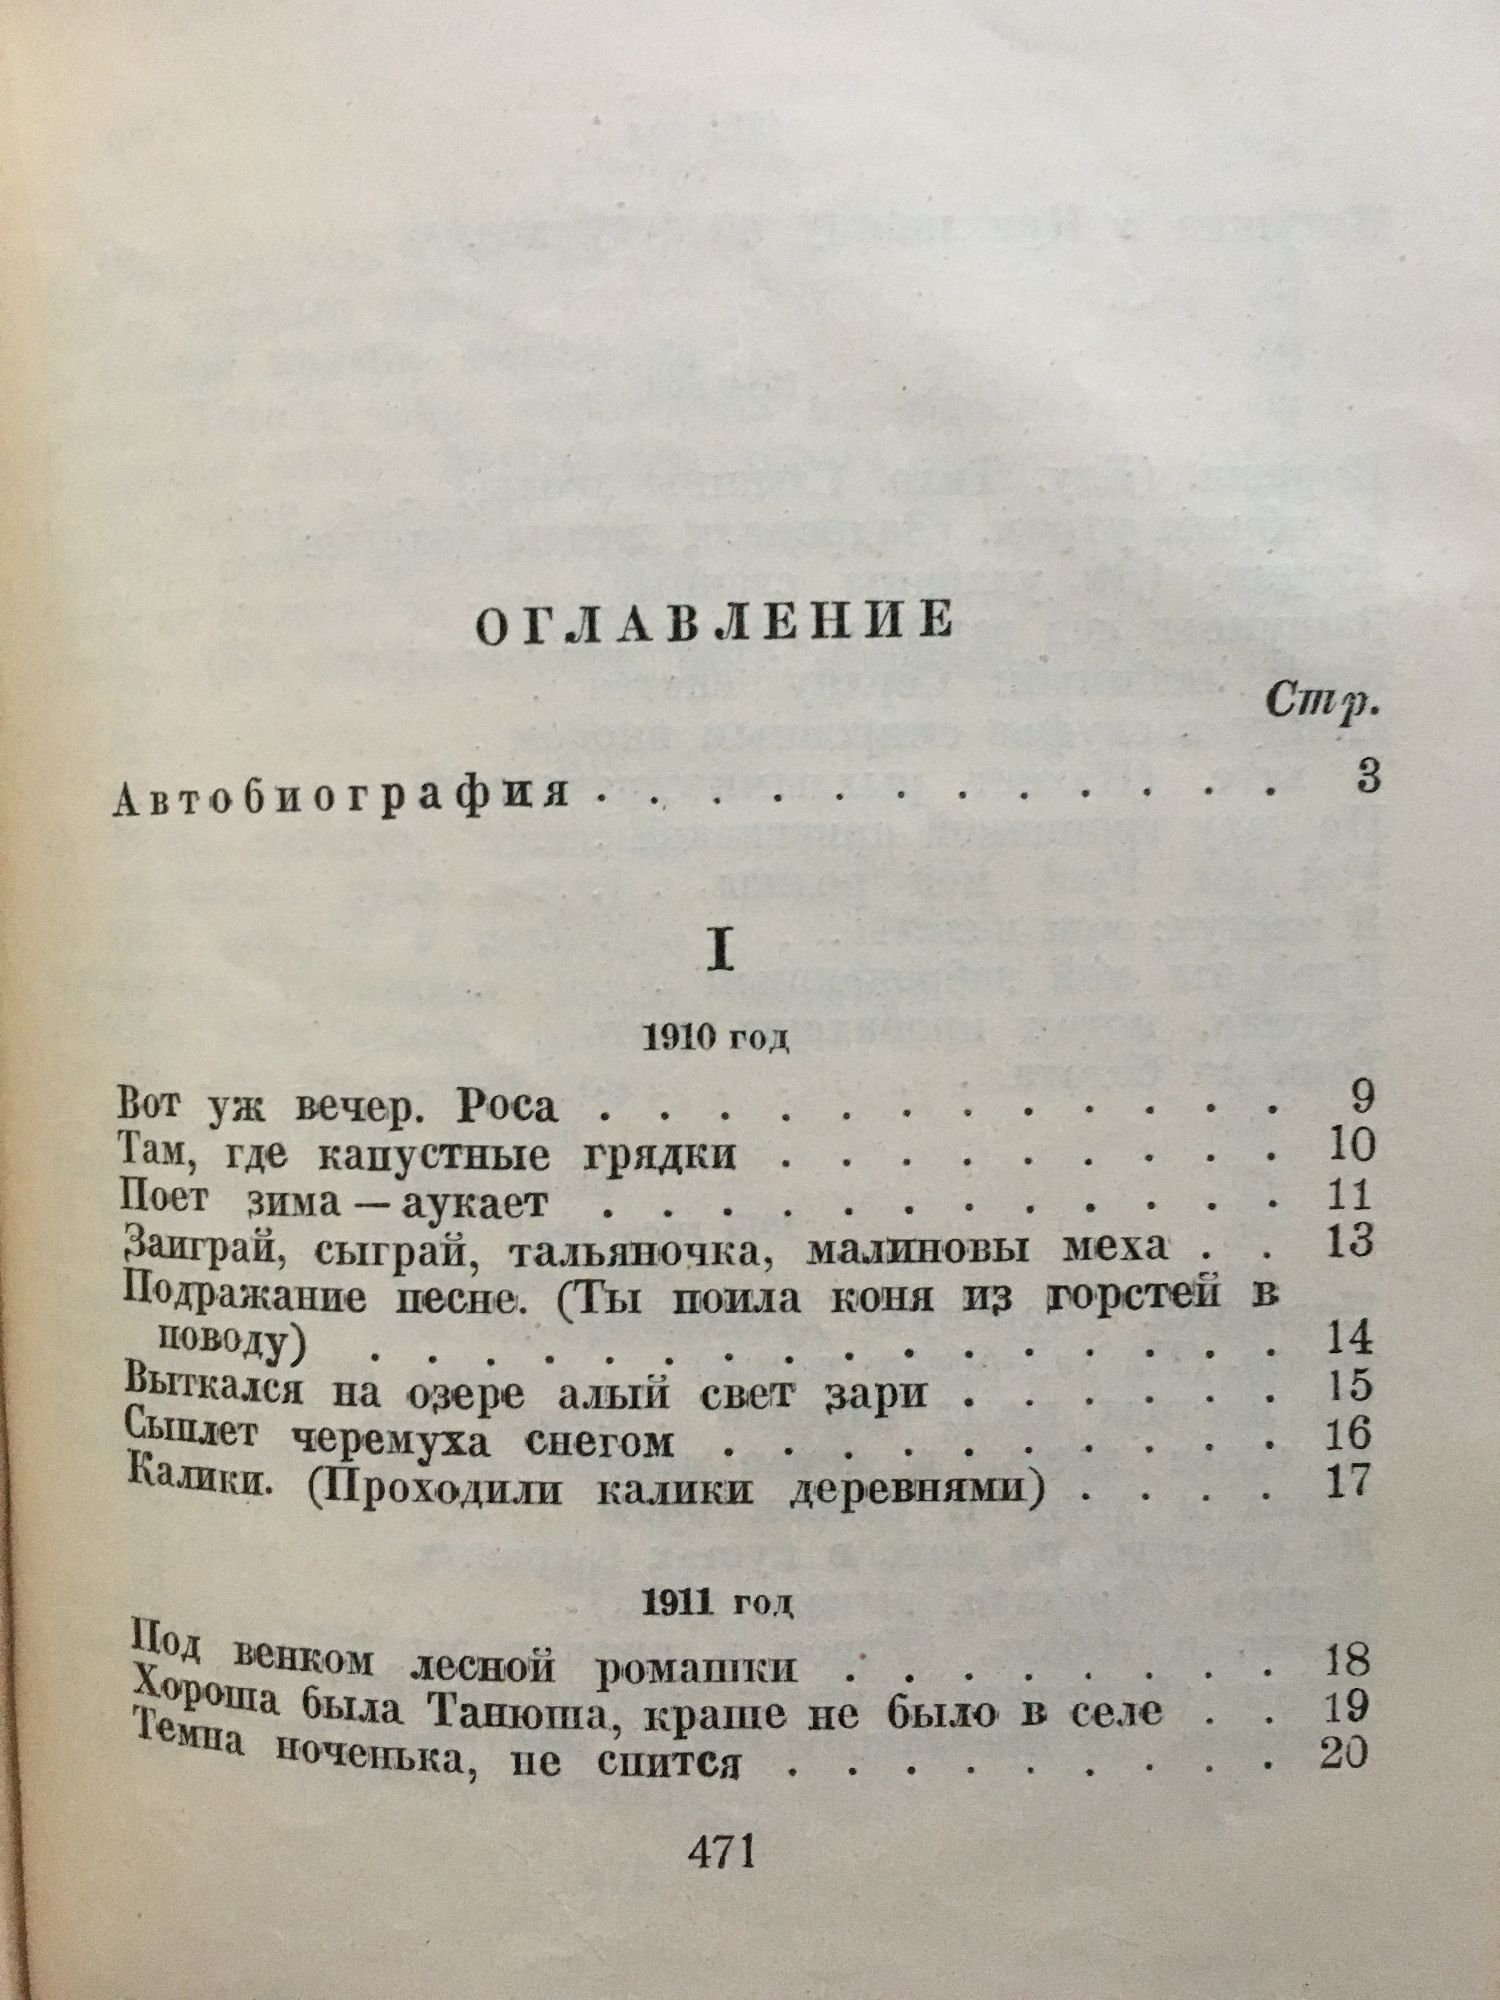 ОГЛАВЛЕНИЕ
Стр.
Автобиография . . . . . . . . . . . . 3
I
1910 год
Вот уж вечер. Роса . . . . . . . . . . . . 9
Там, где капустные грядки . . . . . . . . . 10
Поет зима — аукает . . . . . . . . . . . . 11
Заиграй, сыграй, тальяночка, малиновы меха . . 13
Подражание песне. (Ты поила коня из горстей в
поводу) . . . . . . . . . . . . . . . . 14
Выткался на озере алый свет зари . . . . . . 15
Сыплет черемуха снегом . . . . . . . . . . 16
Калики. (Проходили калики деревнями) . . . . 17
1911 год
Под венком лесной ромашки . . . . . . . . 18
Хороша была Танюша, краше не было в селе . . 19
Темна ноченька, не спится . . . . . . . . . 20
471